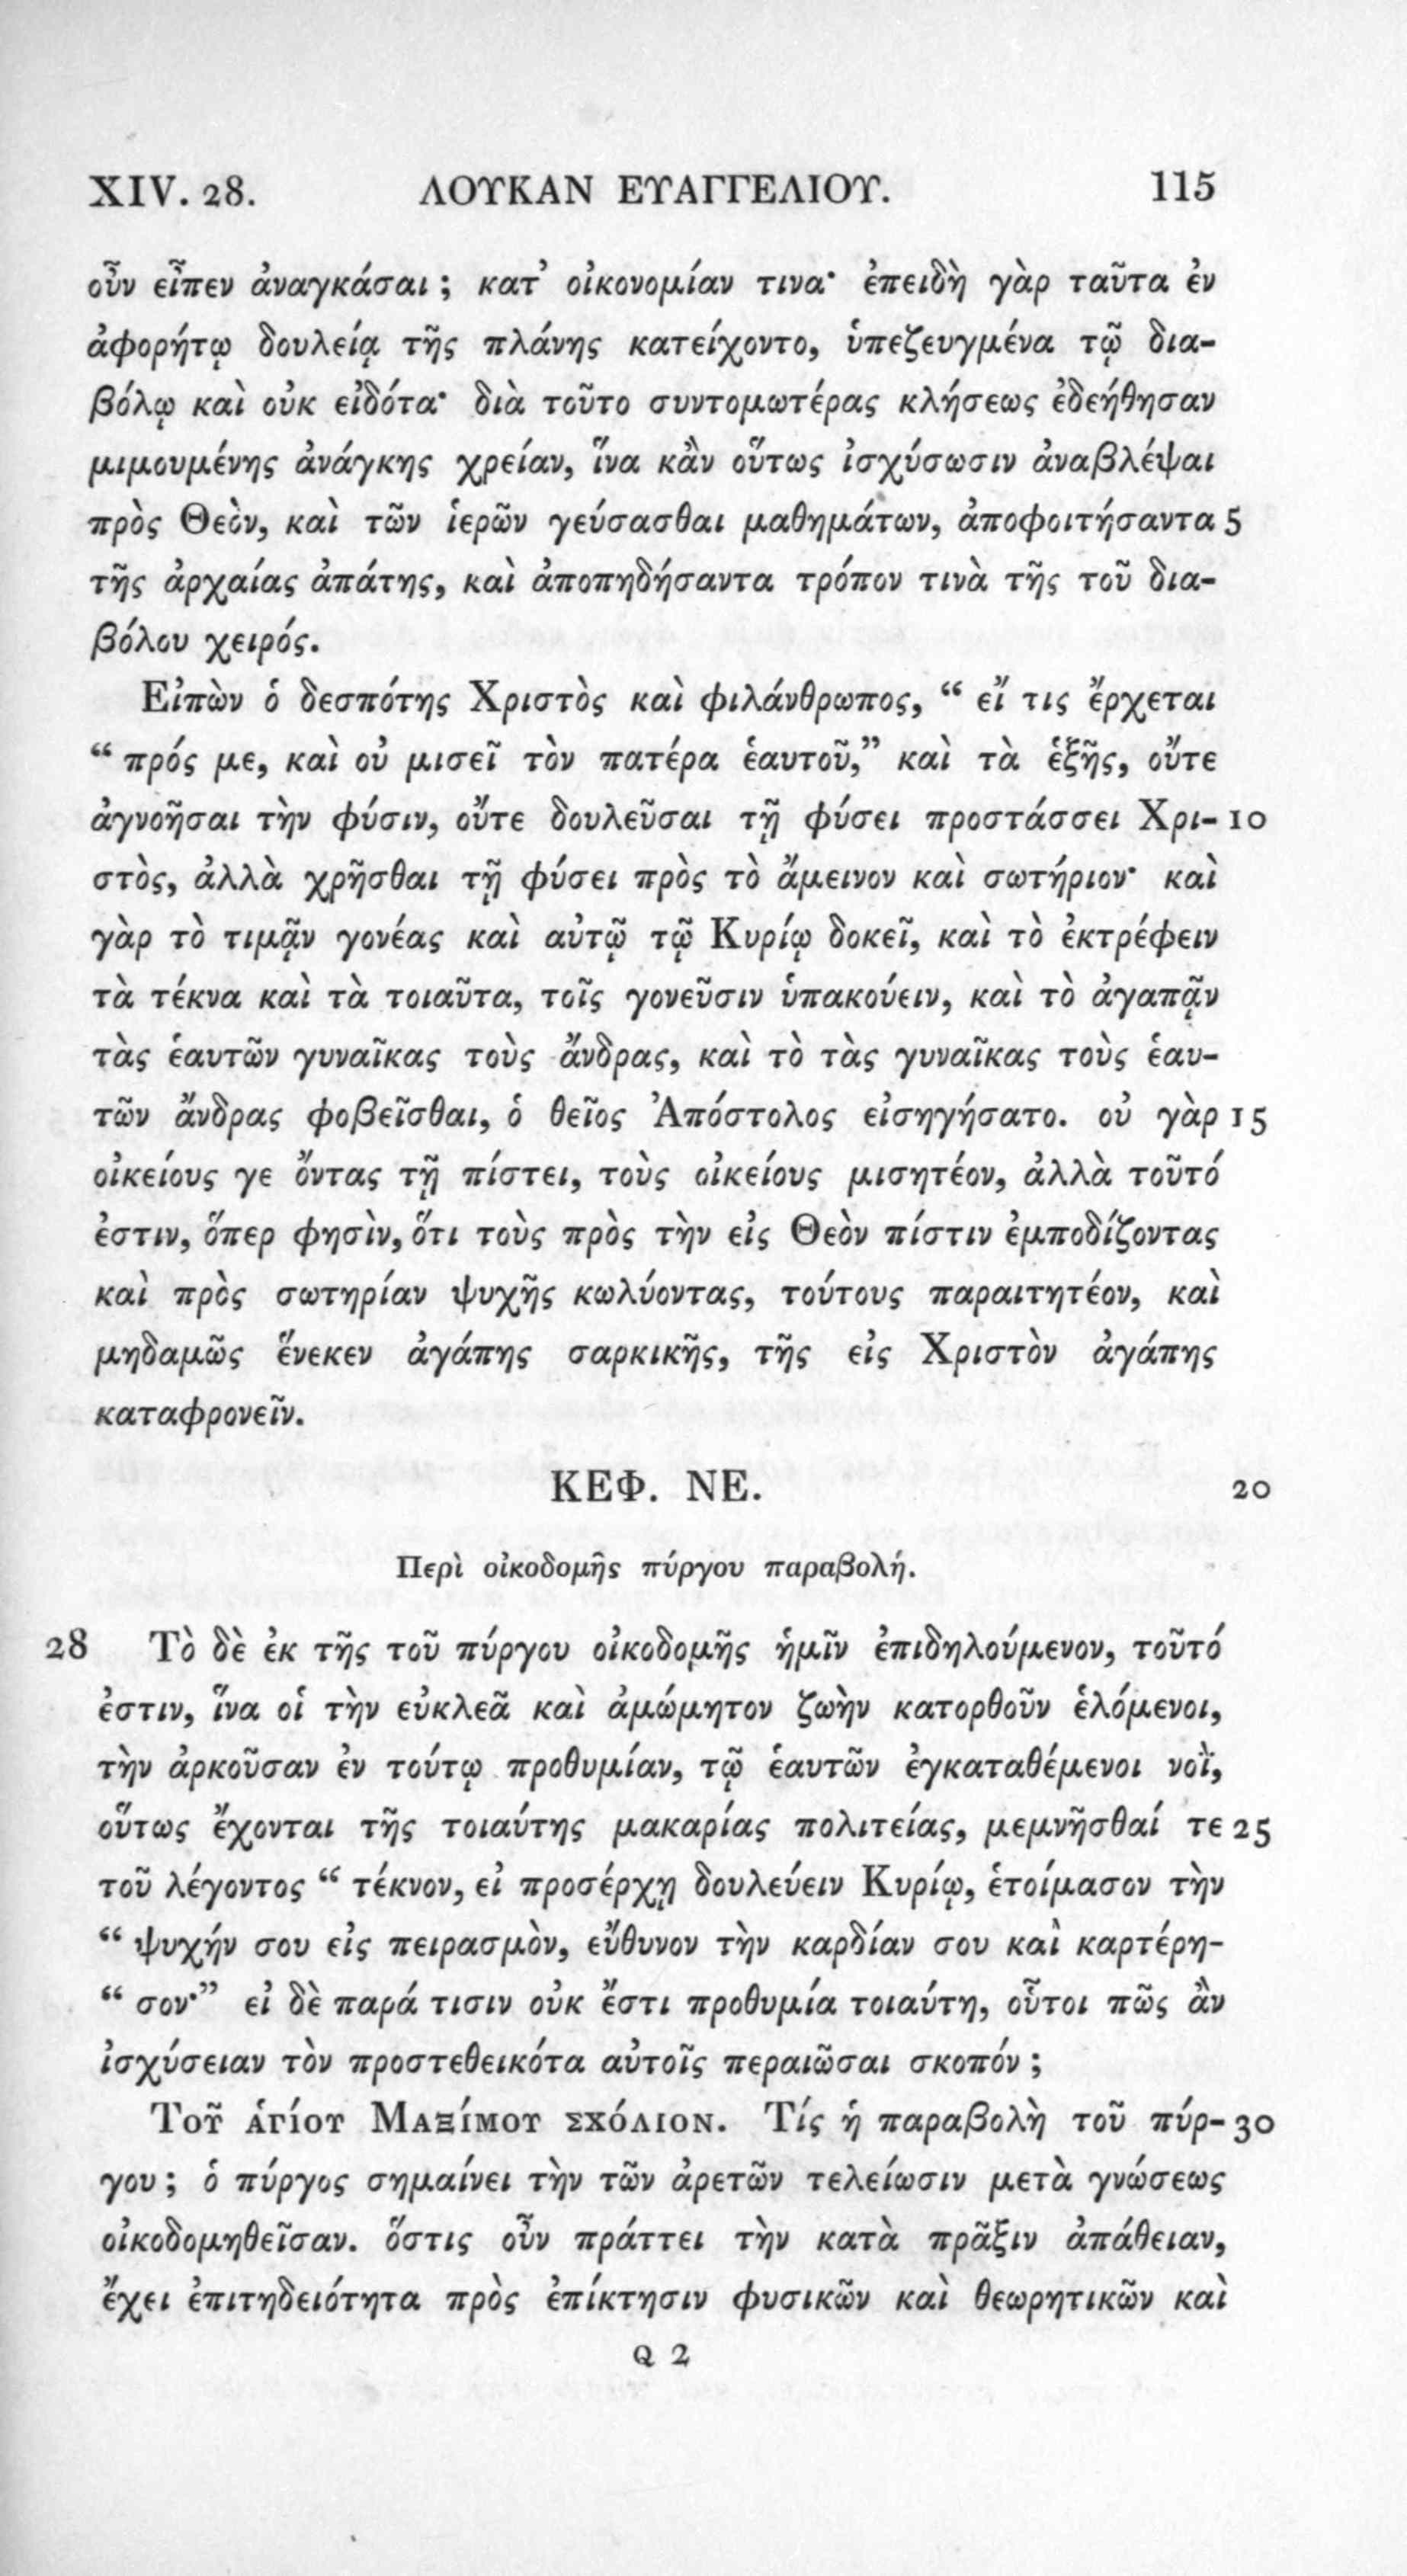 XIV. 28. ΛΟΥΚΑΝ ΕΥΑΓΓΕΛΙΟΥ. 115
οὖν εἶπεν ἀναγκάσαι ; κατ’ οἰκονομίαν τινα· ἐπειδὴ γὰρ ταῦτα ἐν
ἀφορήτῳ δουλείᾳ τῆς πλάνης κατείχοντο, ὑπεζευγμένα τῷ δια-
βόλῳ καὶ οὐκ εἰδότα· διὰ τοῦτο συντομωτέρας κλήσεως ἐδεήθησαν
μιμουμένης ἀνάγκης χρείαν, ἵνα κἂν οὕτως ἰσχύσωσιν ἀναβλέψαι
πρὸς Θεὸν, καὶ τῶν ἱερῶν γεύσασθαι μαθημάτων, ἀποφοιτήσαντα 5
τῆς ἀρχαίας ἀπάτης, καὶ ἀποπηδήσαντα τρόπον τινὰ τῆς τοῦ δια-
βόλου χειρός.
Εἰπὼν ὁ δεσπότης Χριστὸς καὶ φιλάνθρωπος, “ εἴ τις ἔρχεται
“ πρός με, καὶ οὐ μισεῖ τὸν πατέρα ἑαυτοῦ,” καὶ τὰ ἑξῆς, οὔτε
ἀγνοῆσαι τὴν φύσιν, οὔτε δουλεῦσαι τῇ φύσει προστάσσει Χρι- 10
στὸς, ἀλλὰ χρῆσθαι τῇ φύσει πρὸς τὸ ἄμεινον καὶ σωτήριον· καὶ
γὰρ τὸ τιμᾷν γονέας καὶ αὐτῷ τῷ Κυρίῳ δοκεῖ, καὶ τὸ ἐκτρέφειν
τὰ τέκνα καὶ τὰ τοιαῦτα, τοῖς γονεῦσιν ὑπακούειν, καὶ τὸ ἀγαπᾷν
τὰς ἑαυτῶν γυναῖκας τοὺς ἄνδρας, καὶ τὸ τὰς γυναῖκας τοὺς ἑαυ-
τῶν ἄνδρας φοβεῖσθαι, ὁ θεῖος Ἀπόστολος εἰσηγήσατο. οὐ γὰρ 15
οἰκείους γε ὄντας τῇ πίστει, τοὺς οἰκείους μισητέον, ἀλλὰ τοῦτό
ἐστιν, ὅπερ φησὶν, ὅτι τοὺς πρὸς τὴν εἰς Θεὸν πίστιν ἐμποδίζοντας
καὶ πρὸς σωτηρίαν ψυχῆς κωλύοντας, τούτους παραιτητέον, καὶ
μηδαμῶς ἕνεκεν ἀγάπης σαρκικῆς, τῆς εἰς Χριστὸν ἀγάπης
καταφρονεῖν.
ΚΕΦ. ΝΕ. 20
Περὶ οἰκοδομῆς πύργου παραβολή.
28 Τὸ δὲ ἐκ τῆς τοῦ πύργου οἰκοδομῆς ἡμῖν ἐπιδηλούμενον, τοῦτό
ἐστιν, ἵνα οἱ τὴν εὐκλεᾶ καὶ ἀμώμητον ζωὴν κατορθοῦν ἑλόμενοι,
τὴν ἀρκοῦσαν ἐν τούτῳ προθυμίαν, τῷ ἑαυτῶν ἐγκαταθέμενοι νοῒ,
οὕτως ἔχονται τῆς τοιαύτης μακαρίας πολιτείας, μεμνῆσθαί τε 25
τοῦ λέγοντος “ τέκνον, εἰ προσέρχῃ δουλεύειν Κυρίῳ, ἑτοίμασον τὴν
“ ψυχήν σου εἰς πειρασμὸν, εὔθυνον τὴν καρδίαν σου καὶ καρτέρη-
“ σον·” εἰ δὲ παρά τισιν οὐκ ἔστι προθυμία τοιαύτη, οὗτοι πῶς ἂν
ἰσχύσειαν τὸν προστεθεικότα αὐτοῖς περαιῶσαι σκοπόν ;
Τοῦ ἁγίου Μαξίμου σχόλιον. Τίς ἡ παραβολὴ τοῦ πύρ- 30
γου ; ὁ πύργος σημαίνει τὴν τῶν ἀρετῶν τελείωσιν μετὰ γνώσεως
οἰκοδομηθεῖσαν. ὅστις οὖν πράττει τὴν κατὰ πρᾶξιν ἀπάθειαν,
ἔχει ἐπιτηδειότητα πρὸς ἐπίκτησιν φυσικῶν καὶ θεωρητικῶν καὶ
Q 2